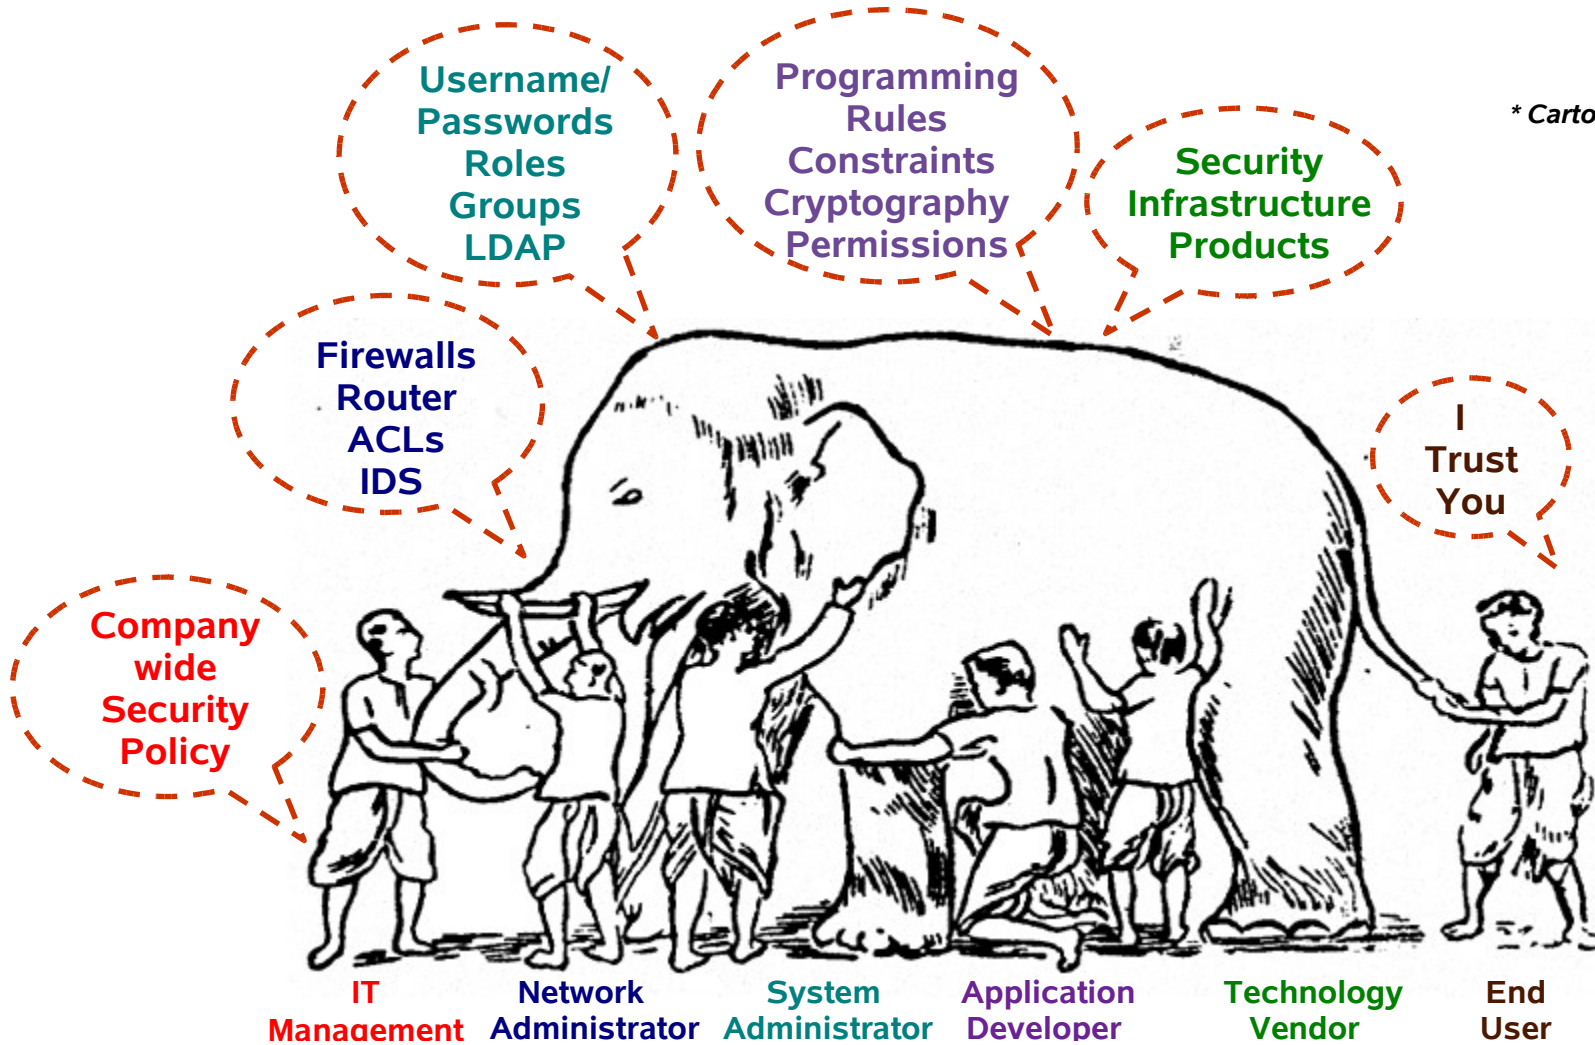 Username/
Passwords
Roles
Groups
LDAP
Programming
Rules
Constraints
Cryptography
Permissions
* Carto
Security
Infrastructure
Products
Firewalls
Router
ACLs
IDS
I
Trust
You
Company
wide
Security
Policy
IT
Management
Network
Administrator
System
Administrator
Application
Developer
Technology
Vendor
End
User